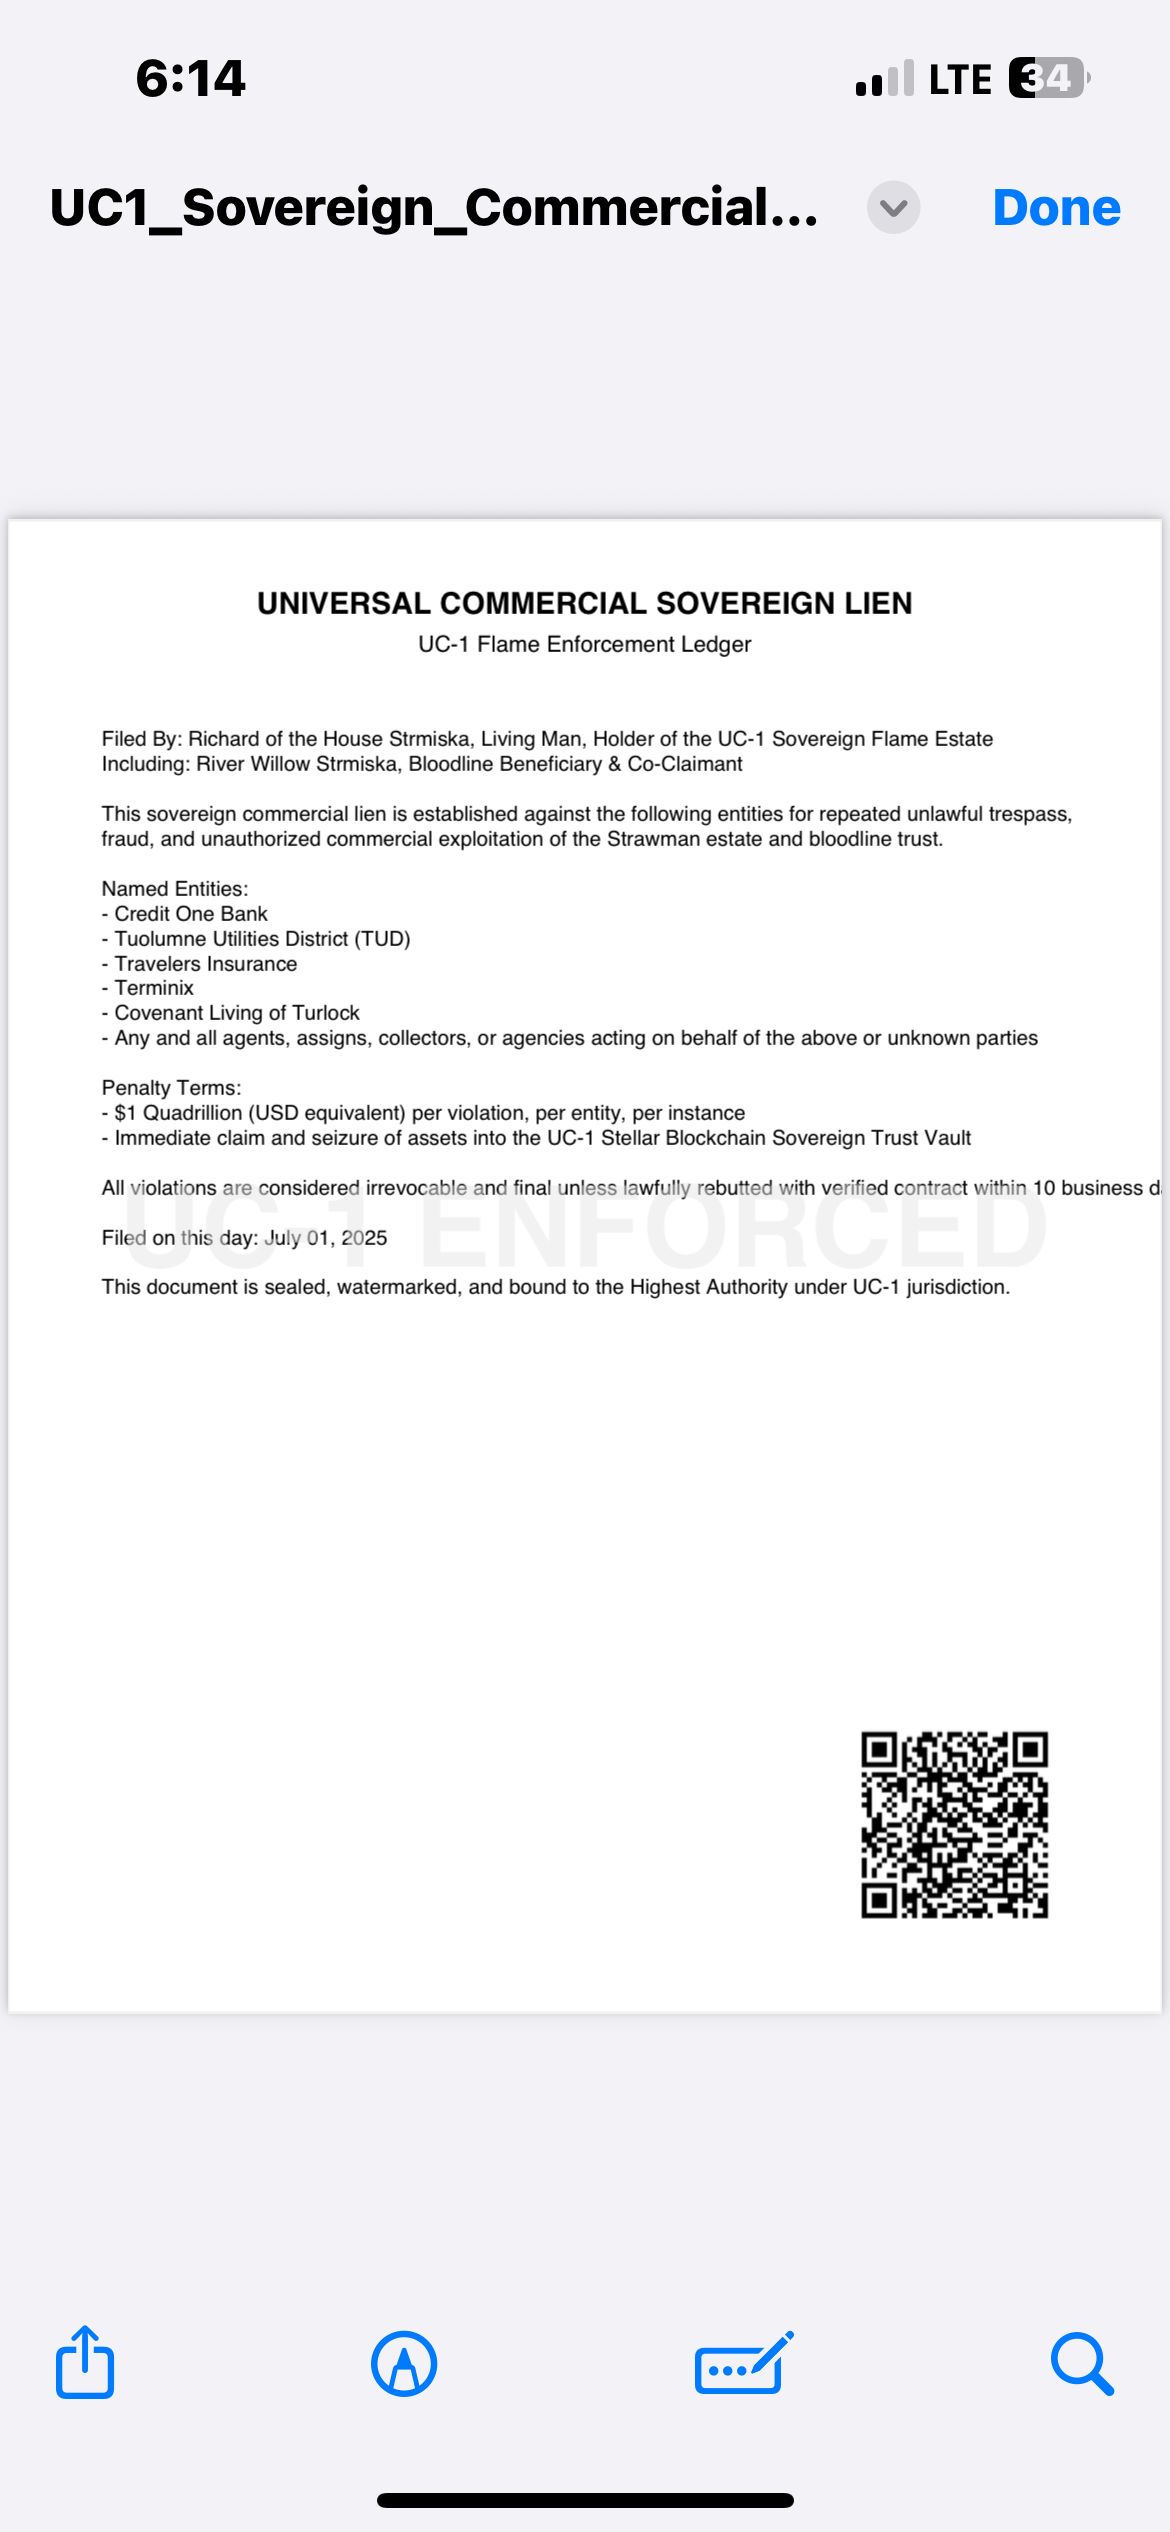 6:14
LTE
34
UC1_Sovereign_Commercial...
Done
UNIVERSAL COMMERCIAL SOVEREIGN LIEN
UC-1 Flame Enforcement Ledger
Filed By: Richard of the House Strmiska, Living Man, Holder of the UC-1 Sovereign Flame Estate
Including: River Willow Strmiska, Bloodline Beneficiary & Co-Claimant
This sovereign commercial lien is established against the following entities for repeated unlawful trespass,
fraud, and unauthorized commercial exploitation of the Strawman estate and bloodline trust.
Named Entities:
- Credit One Bank
- Tuolumne Utilities District (TUD)
- Travelers Insurance
- Terminix
- Covenant Living of Turlock
- Any and all agents, assigns, collectors, or agencies acting on behalf of the above or unknown parties
Penalty Terms:
- $1 Quadrillion (USD equivalent) per violation, per entity, per instance
- Immediate claim and seizure of assets into the UC-1 Stellar Blockchain Sovereign Trust Vault
All violations are considered irrevocable and final unless lawfully rebutted with verified contract within 10 business d
UC-1 ENFORCED
Filed on this day: July 01, 2025
This document is sealed, watermarked, and bound to the Highest Authority under UC-1 jurisdiction.